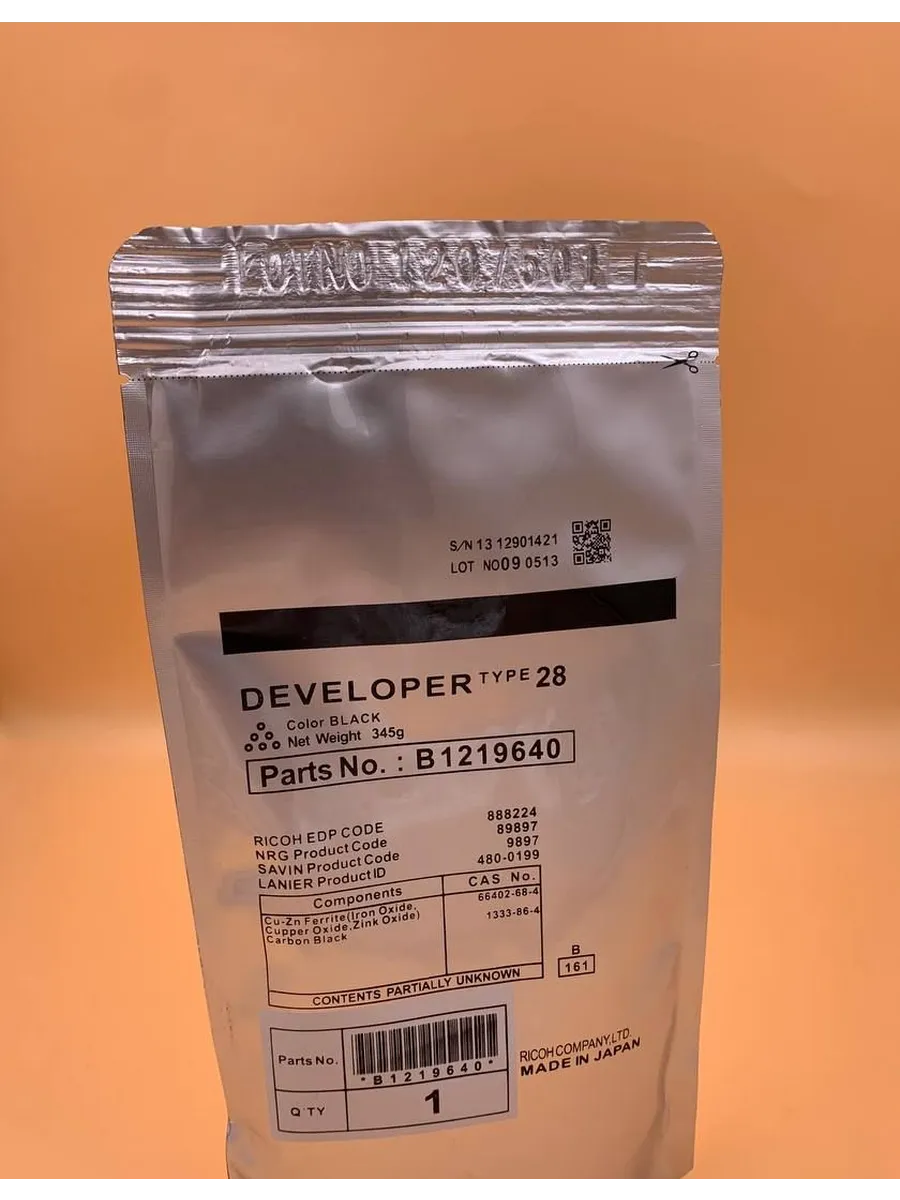 S/N 13 12901421
LOT NO09 0513
DEVELOPER TYPE 28
Color BLACK
Net Weight 345g
Parts No. : B1219640
RICOH EDP CODE 888224
NRG Product Code 89897
SAVIN Product Code 9897
LANIER Product ID 480-0199
Components CAS No.
Cu-Zn Ferrite(Iron Oxide, 66402-68-4
Cupper Oxide,Zink Oxide)
Carbon Black 1333-86-4
CONTENTS PARTIALLY UNKNOWN
B
161
Parts No.
*B1219640*
Q'TY 1
RICOH COMPANY,LTD.
MADE IN JAPAN